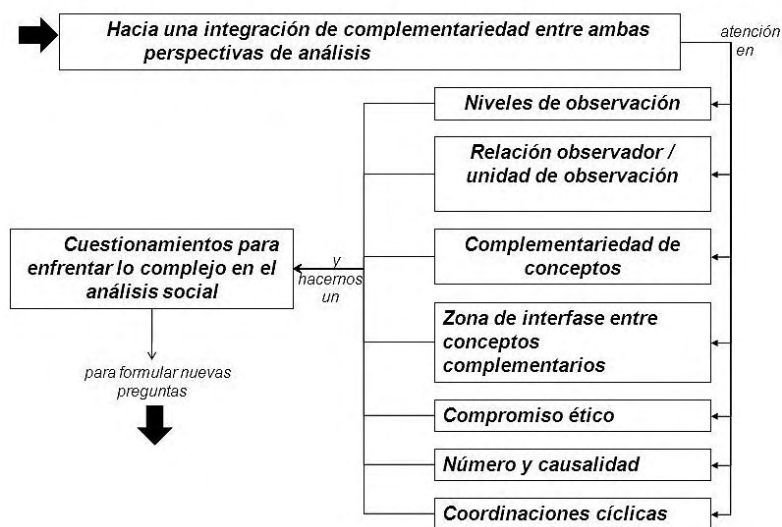 Hacia una integración de complementariedad entre ambas
perspectivas de análisis
atención
en
Niveles de observación
Relación observador /
unidad de observación
Complementariedad de
conceptos
Zona de interfase entre
conceptos
complementarios
Compromiso ético
Número y causalidad
Coordinaciones cíclicas
y
hacernos
un
Cuestionamientos para
enfrentar lo complejo en el
análisis social
para formular nuevas
preguntas